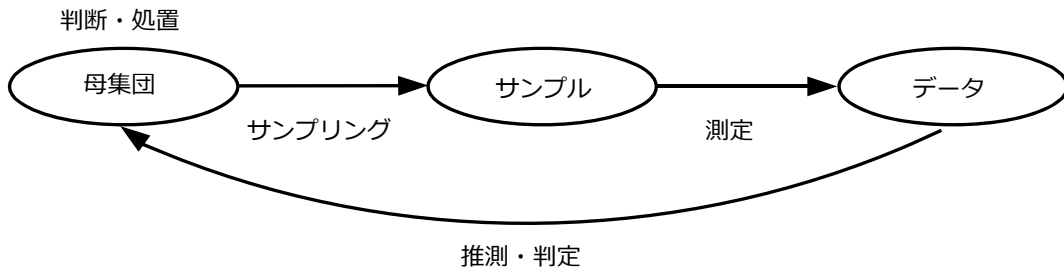 判断・処置
母集団
サンプル
データ
サンプリング
測定
推測・判定